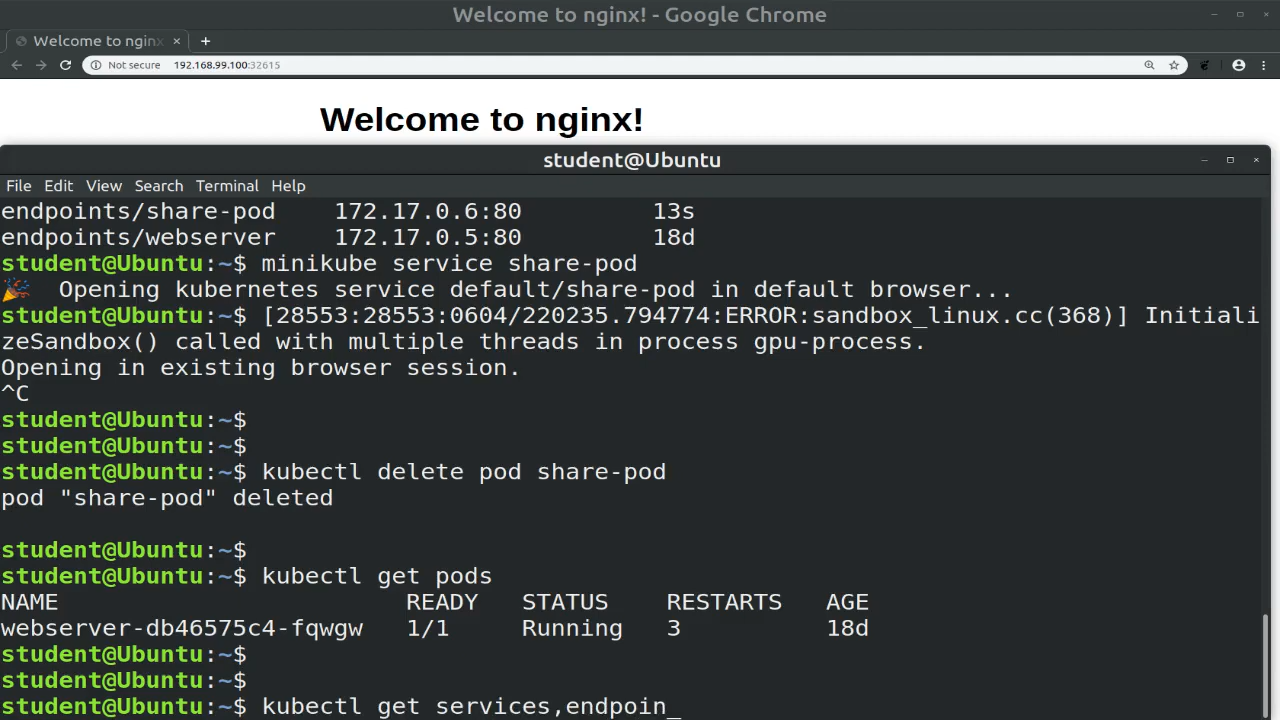 Welcome to nginx! - Google Chrome
Welcome to nginx
Not secure 192.168.99.100:32615
Welcome to nginx!
student@Ubuntu
File Edit View Search Terminal Help
endpoints/share-pod 172.17.0.6:80 13s
endpoints/webserver 172.17.0.5:80 18d
student@Ubuntu:~$ minikube service share-pod
🎉 Opening kubernetes service default/share-pod in default browser...
student@Ubuntu:~$ [28553:28553:0604/220235.794774:ERROR:sandbox_linux.cc(368)] Initiali
zeSandbox() called with multiple threads in process gpu-process.
Opening in existing browser session.
^C
student@Ubuntu:~$
student@Ubuntu:~$
student@Ubuntu:~$ kubectl delete pod share-pod
pod "share-pod" deleted
student@Ubuntu:~$
student@Ubuntu:~$ kubectl get pods
NAME READY STATUS RESTARTS AGE
webserver-db46575c4-fqwgw 1/1 Running 3 18d
student@Ubuntu:~$
student@Ubuntu:~$
student@Ubuntu:~$ kubectl get services,endpoin_